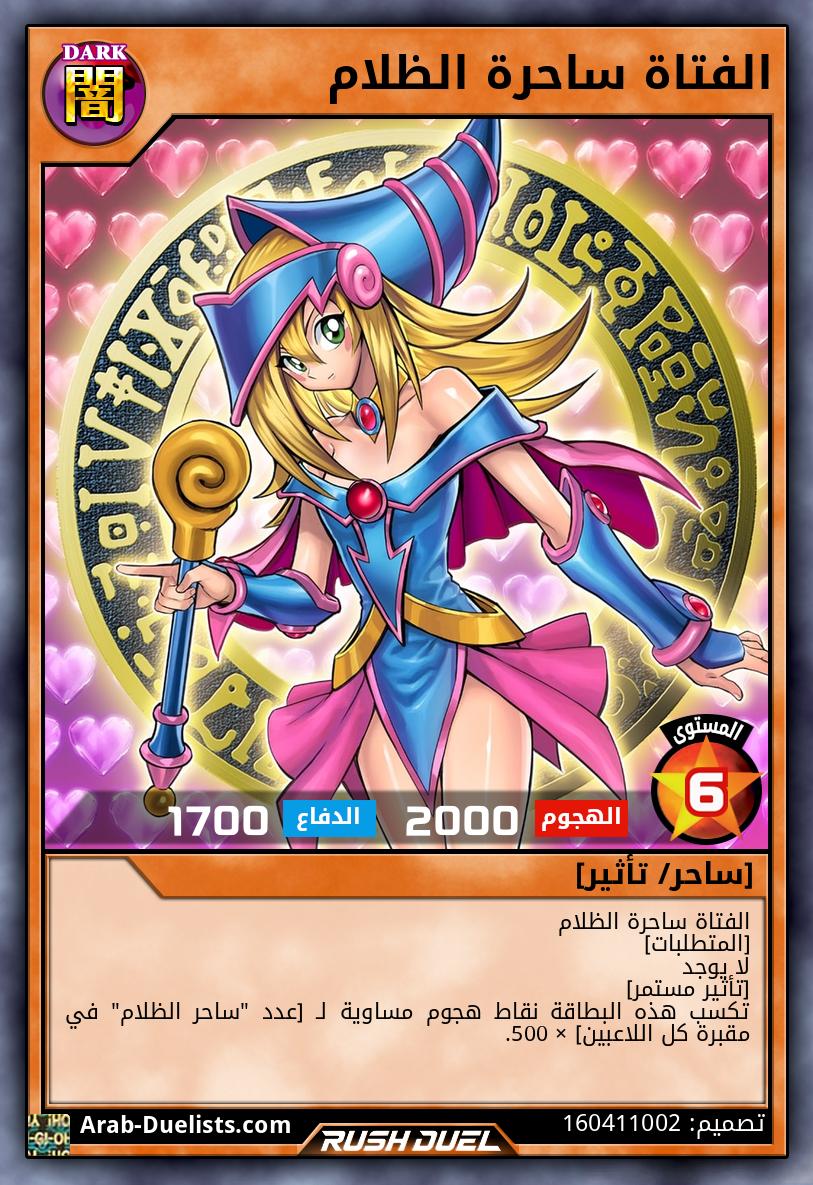 DARK
闇
الفتاة ساحرة الظلام
المستوى
6
الهجوم 2000 الدفاع 1700
[ساحر/ تأثير]
الفتاة ساحرة الظلام
[المتطلبات]
لا يوجد
[تأثير مستمر]
تكسب هذه البطاقة نقاط هجوم مساوية لـ [عدد "ساحر الظلام" في
مقبرة كل اللاعبين] × 500.
تصميم: 160411002
RUSH DUEL
Arab-Duelists.com